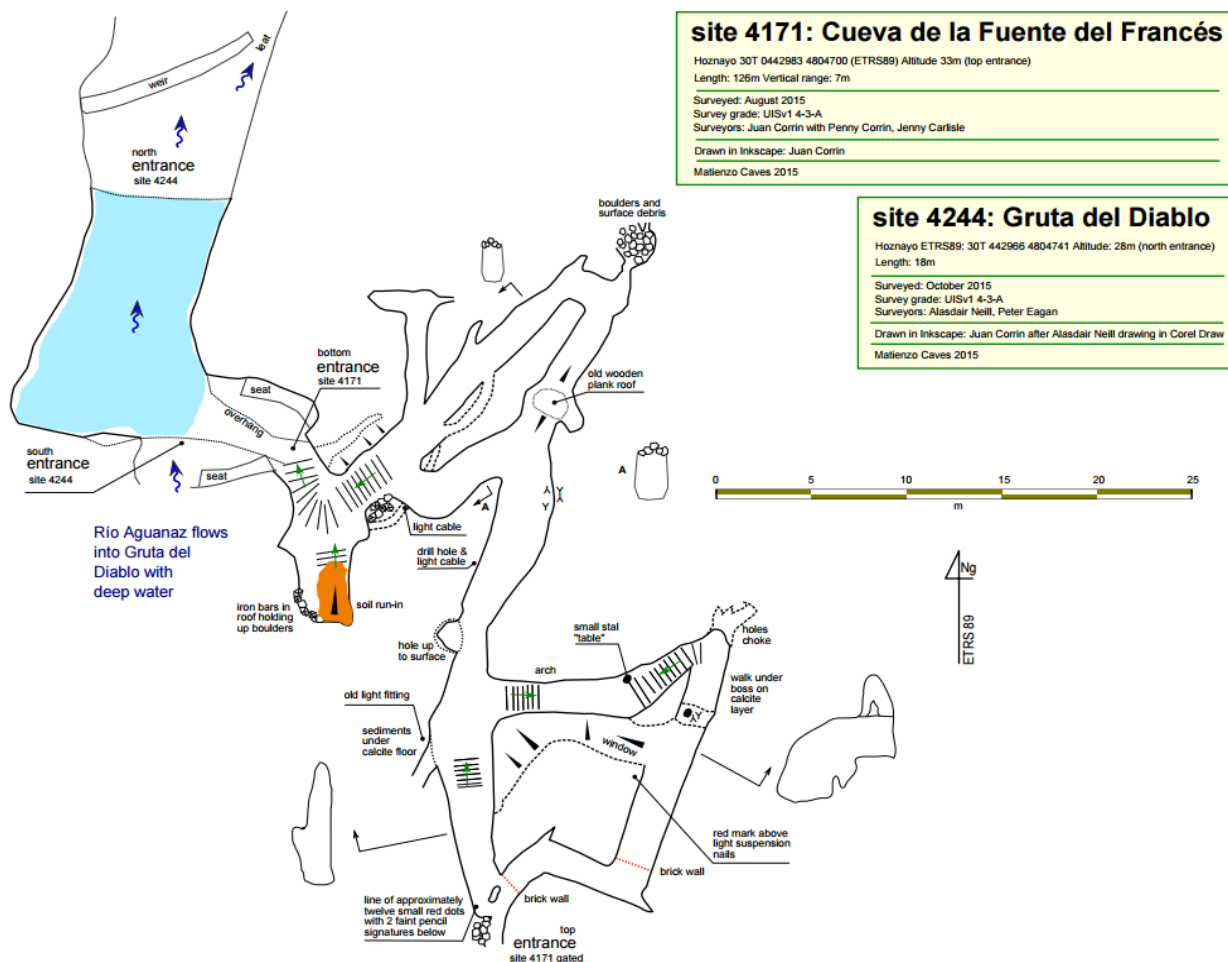 site 4171: Cueva de la Fuente del Francés
Hoznayo 30T 0442983 4804700 (ETRS89) Altitude 33m (top entrance)
Length: 126m Vertical range: 7m
Surveyed: August 2015
Survey grade: UISv1 4-3-A
Surveyors: Juan Corrin with Penny Corrin, Jenny Carlisle
Drawn in Inkscape: Juan Corrin
Matienzo Caves 2015
site 4244: Gruta del Diablo
Hoznayo ETRS89: 30T 442966 4804741 Altitude: 28m (north entrance)
Length: 18m
Surveyed: October 2015
Survey grade: UISv1 4-3-A
Surveyors: Alasdair Neill, Peter Eagan
Drawn in Inkscape: Juan Corrin after Alasdair Neill drawing in Corel Draw
Matienzo Caves 2015
leat
weir
north
entrance
site 4244
boulders and
surface debris
bottom
entrance
site 4171
seat
overhang
old wooden
plank roof
south
entrance
site 4244
seat
A
A
0 5 10 15 20 25
m
light cable
Río Aguanaz flows
into Gruta del
Diablo with
deep water
drill hole &
light cable
Ng
ETRS 89
iron bars in
roof holding
up boulders
soil run-in
hole up
to surface
small stal
"table"
holes
choke
arch
walk under
boss on
calcite
layer
old light fitting
sediments
under
calcite floor
window
red mark above
light suspension
nails
brick wall
brick wall
line of approximately
twelve small red dots
with 2 faint pencil
signatures below
top
entrance
site 4171 gated